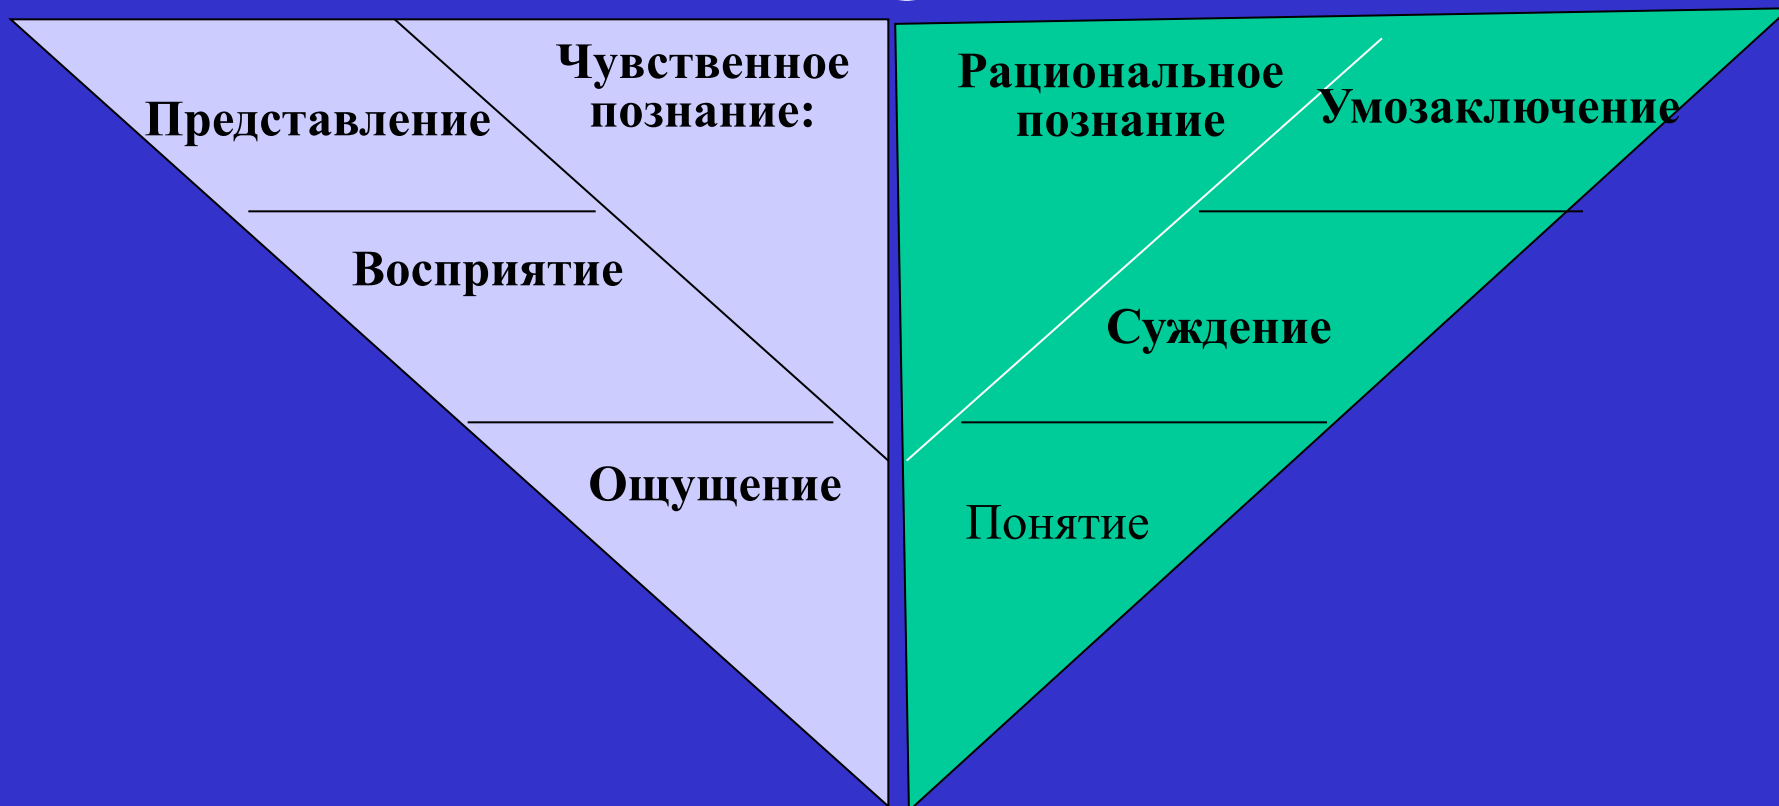 Чувственное
познание:
Представление
Восприятие
Ощущение
Рациональное
познание
Умозаключение
Суждение
Понятие